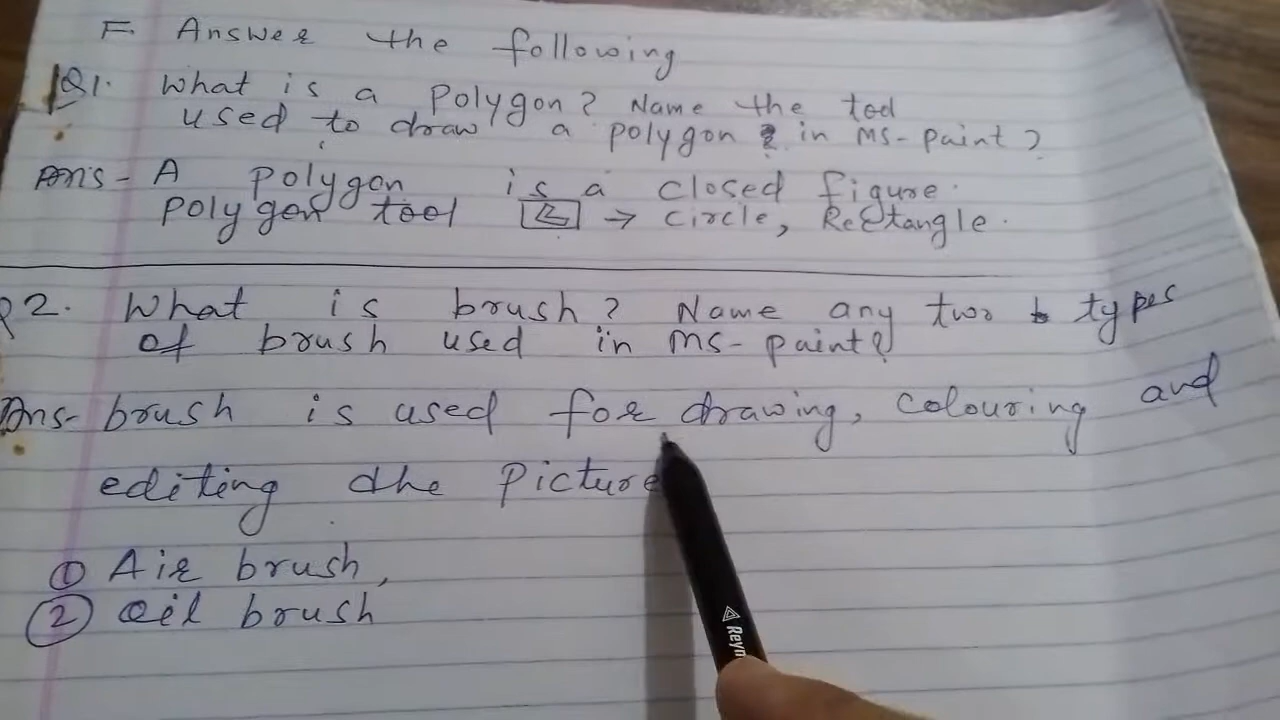 F. Answer the following
Q1. What is a Polygon? Name the tool
used to draw a polygon in MS-paint?
Ans- A polygon is a closed figure.
Polygon tool → circle, Rectangle.
Q2. What is brush? Name any two types
of brush used in MS-paint?
Ans- brush is used for drawing, colouring and
editing dhe picture
① Air brush,
② Oil brush
Reyn